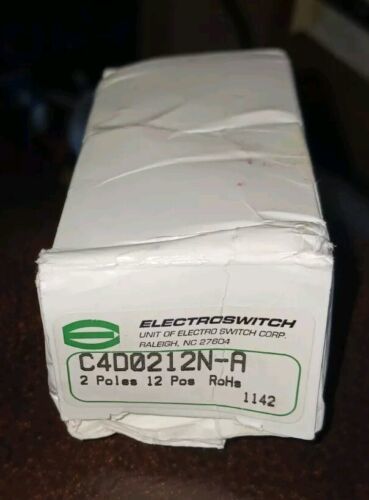 ELECTROSWITCH
UNIT OF ELECTRO SWITCH CORP.
RALEIGH, NC 27604
C4D0212N-A
2 Poles 12 Pos RoHs
1142